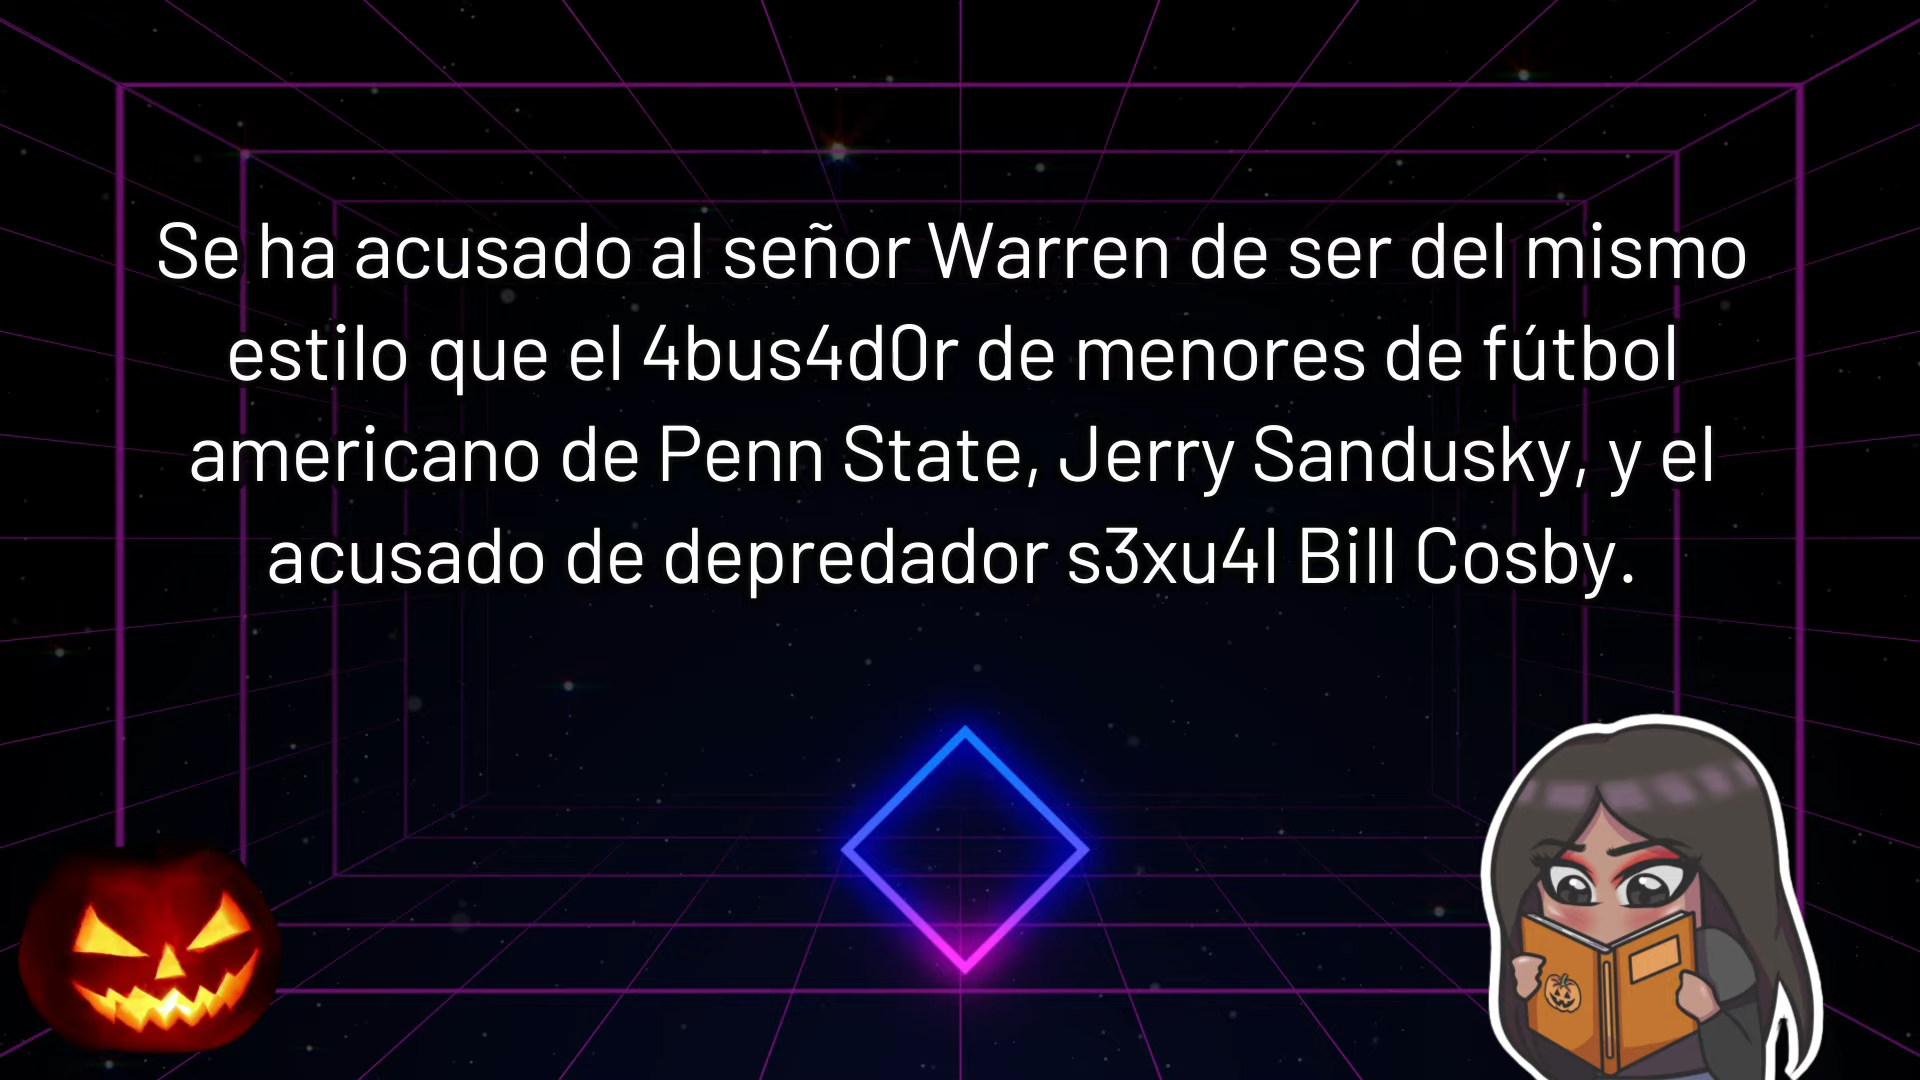 Se ha acusado al señor Warren de ser del mismo
estilo que el 4bus4d0r de menores de fútbol
americano de Penn State, Jerry Sandusky, y el
acusado de depredador s3xu4l Bill Cosby.